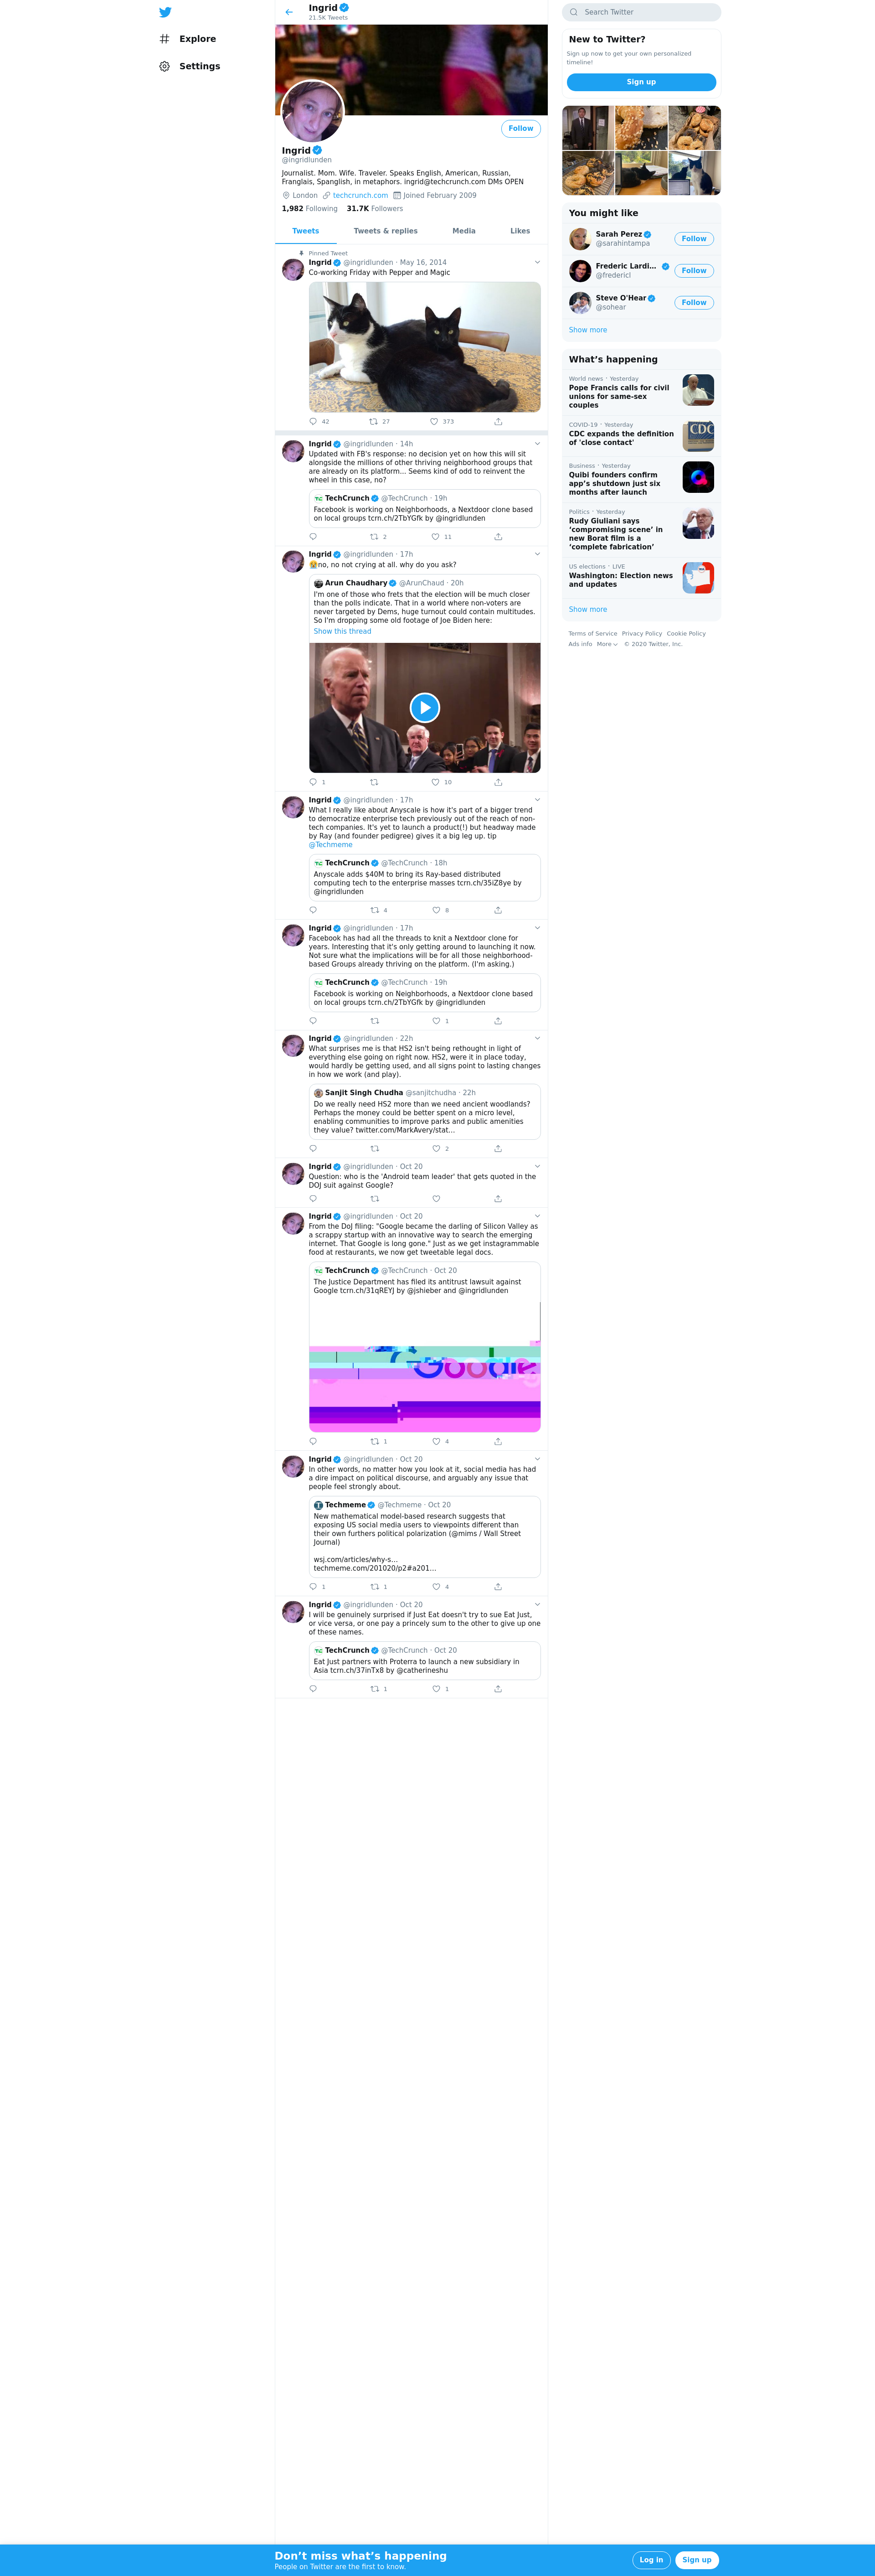 Explore
Settings
Ingrid
21.5K Tweets
Follow
Ingrid
@ingridlunden
Journalist. Mom. Wife. Traveler. Speaks English, American, Russian,
Franglais, Spanglish, in metaphors. ingrid@techcrunch.com DMs OPEN
London techcrunch.com Joined February 2009
1,982 Following 31.7K Followers
Tweets Tweets & replies Media Likes
Pinned Tweet
Ingrid @ingridlunden · May 16, 2014
Co-working Friday with Pepper and Magic
42 27 373
Ingrid @ingridlunden · 14h
Updated with FB's response: no decision yet on how this will sit
alongside the millions of other thriving neighborhood groups that
are already on its platform... Seems kind of odd to reinvent the
wheel in this case, no?
TechCrunch @TechCrunch · 19h
Facebook is working on Neighborhoods, a Nextdoor clone based
on local groups tcrn.ch/2TbYGfk by @ingridlunden
2 11
Ingrid @ingridlunden · 17h
😭no, no not crying at all. why do you ask?
Arun Chaudhary @ArunChaud · 20h
I'm one of those who frets that the election will be much closer
than the polls indicate. That in a world where non-voters are
never targeted by Dems, huge turnout could contain multitudes.
So I'm dropping some old footage of Joe Biden here:
Show this thread
1 10
Ingrid @ingridlunden · 17h
What I really like about Anyscale is how it's part of a bigger trend
to democratize enterprise tech previously out of the reach of non-
tech companies. It's yet to launch a product(!) but headway made
by Ray (and founder pedigree) gives it a big leg up. tip
@Techmeme
TechCrunch @TechCrunch · 18h
Anyscale adds $40M to bring its Ray-based distributed
computing tech to the enterprise masses tcrn.ch/35iZ8ye by
@ingridlunden
4 8
Ingrid @ingridlunden · 17h
Facebook has had all the threads to knit a Nextdoor clone for
years. Interesting that it's only getting around to launching it now.
Not sure what the implications will be for all those neighborhood-
based Groups already thriving on the platform. (I'm asking.)
TechCrunch @TechCrunch · 19h
Facebook is working on Neighborhoods, a Nextdoor clone based
on local groups tcrn.ch/2TbYGfk by @ingridlunden
1
Ingrid @ingridlunden · 22h
What surprises me is that HS2 isn't being rethought in light of
everything else going on right now. HS2, were it in place today,
would hardly be getting used, and all signs point to lasting changes
in how we work (and play).
Sanjit Singh Chudha @sanjitchudha · 22h
Do we really need HS2 more than we need ancient woodlands?
Perhaps the money could be better spent on a micro level,
enabling communities to improve parks and public amenities
they value? twitter.com/MarkAvery/stat…
2
Ingrid @ingridlunden · Oct 20
Question: who is the 'Android team leader' that gets quoted in the
DOJ suit against Google?
Ingrid @ingridlunden · Oct 20
From the DoJ filing: "Google became the darling of Silicon Valley as
a scrappy startup with an innovative way to search the emerging
internet. That Google is long gone." Just as we get instagrammable
food at restaurants, we now get tweetable legal docs.
TechCrunch @TechCrunch · Oct 20
The Justice Department has filed its antitrust lawsuit against
Google tcrn.ch/31qREYJ by @jshieber and @ingridlunden
Google
1 4
Ingrid @ingridlunden · Oct 20
In other words, no matter how you look at it, social media has had
a dire impact on political discourse, and arguably any issue that
people feel strongly about.
Techmeme @Techmeme · Oct 20
New mathematical model-based research suggests that
exposing US social media users to viewpoints different than
their own furthers political polarization (@mims / Wall Street
Journal)
wsj.com/articles/why-s…
techmeme.com/201020/p2#a201…
1 1 4
Ingrid @ingridlunden · Oct 20
I will be genuinely surprised if Just Eat doesn't try to sue Eat Just,
or vice versa, or one pay a princely sum to the other to give up one
of these names.
TechCrunch @TechCrunch · Oct 20
Eat Just partners with Proterra to launch a new subsidiary in
Asia tcrn.ch/37inTx8 by @catherineshu
1 1
Search Twitter
New to Twitter?
Sign up now to get your own personalized
timeline!
Sign up
You might like
Sarah Perez
@sarahintampa
Follow
Frederic Lardi...
@fredericl
Follow
Steve O'Hear
@sohear
Follow
Show more
What's happening
World news · Yesterday
Pope Francis calls for civil
unions for same-sex
couples
COVID-19 · Yesterday
CDC expands the definition
of 'close contact'
CDC
Business · Yesterday
Quibi founders confirm
app's shutdown just six
months after launch
Politics · Yesterday
Rudy Giuliani says
'compromising scene' in
new Borat film is a
'complete fabrication'
US elections · LIVE
Washington: Election news
and updates
Show more
Terms of Service Privacy Policy Cookie Policy
Ads info More © 2020 Twitter, Inc.
Don't miss what's happening
People on Twitter are the first to know.
Log in
Sign up